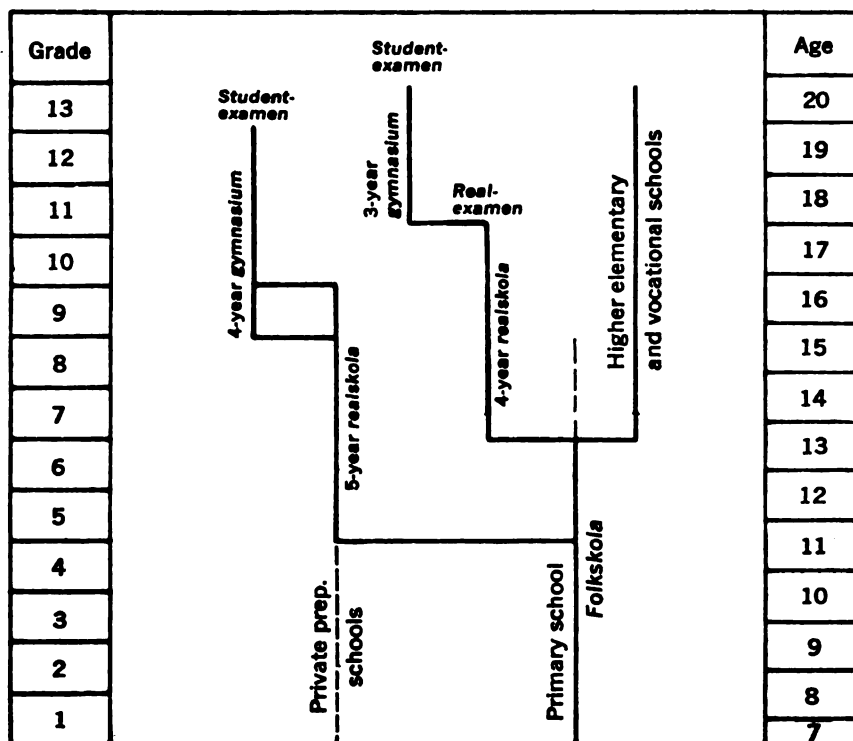 Grade
13
12
11
10
9
8
7
6
5
4
3
2
1
Student-
examen
4-year gymnasium
5-year realskola
Private prep.
schools
Student-
examen
3-year
gymnasium
Real-
examen
4-year realskola
Primary school
Folkskola
Higher elementary
and vocational schools
Age
20
19
18
17
16
15
14
13
12
11
10
9
8
7